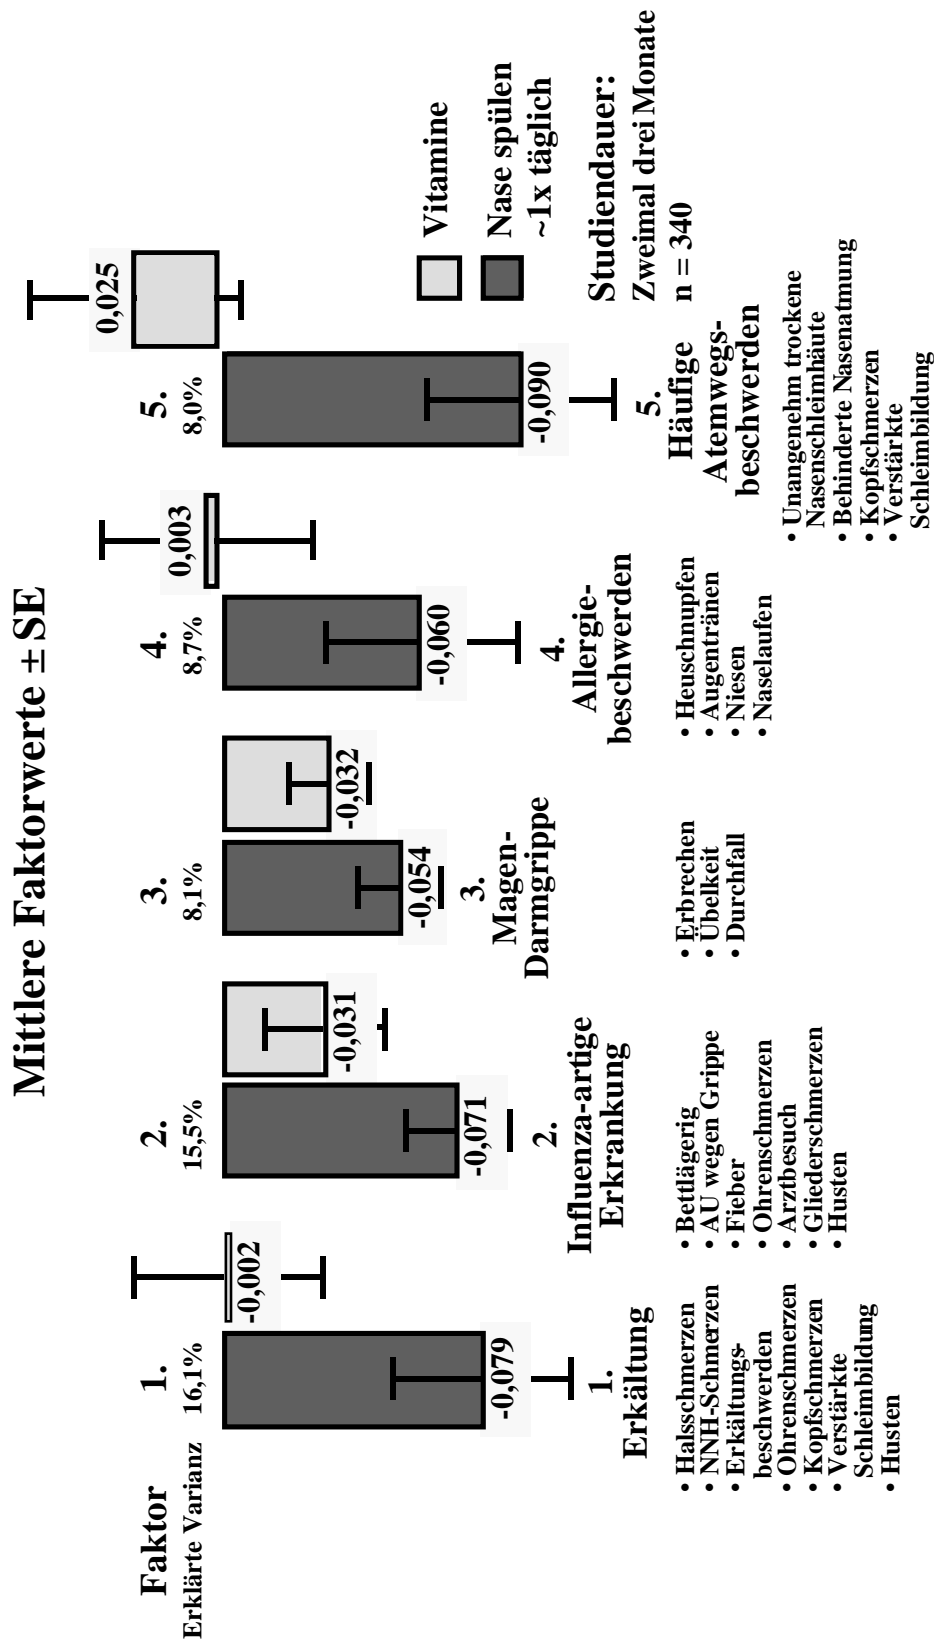 Mittlere Faktorwerte ± SE
Faktor
Erklärte Varianz
1.
16,1%
2.
15,5%
3.
8,1%
4.
8,7%
5.
8,0%
-0,079
-0,002
-0,071
-0,031
-0,054
-0,032
-0,060
0,003
-0,090
0,025
Vitamine
Nase spülen
~1x täglich
Studiendauer:
Zweimal drei Monate
n = 340
1.
Erkältung
• Halsschmerzen
• NNH-Schmerzen
• Erkältungs-
beschwerden
• Ohrenschmerzen
• Kopfschmerzen
• Verstärkte
Schleimbildung
• Husten
2.
Influenza-artige
Erkrankung
• Bettlägerig
• AU wegen Grippe
• Fieber
• Ohrenschmerzen
• Arztbesuch
• Gliederschmerzen
• Husten
3.
Magen-
Darmgrippe
• Erbrechen
• Übelkeit
• Durchfall
4.
Allergie-
beschwerden
• Heuschnupfen
• Augentränen
• Niesen
• Naselaufen
5.
Häufige
Atemwegs-
beschwerden
• Unangenehm trockene
Nasenschleimhäute
• Behinderte Nasenatmung
• Kopfschmerzen
• Verstärkte
Schleimbildung